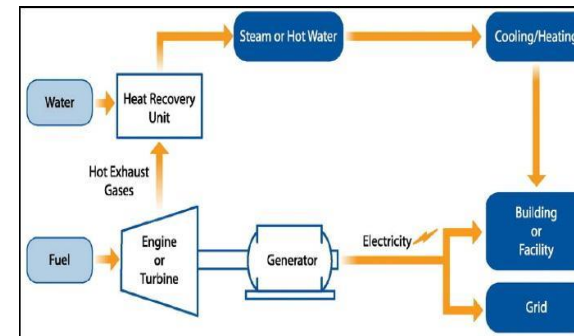 Steam or Hot Water
Cooling/Heating
Water
Heat Recovery
Unit
Hot Exhaust
Gases
Fuel
Engine
or
Turbine
Generator
Electricity
Building
or
Facility
Grid